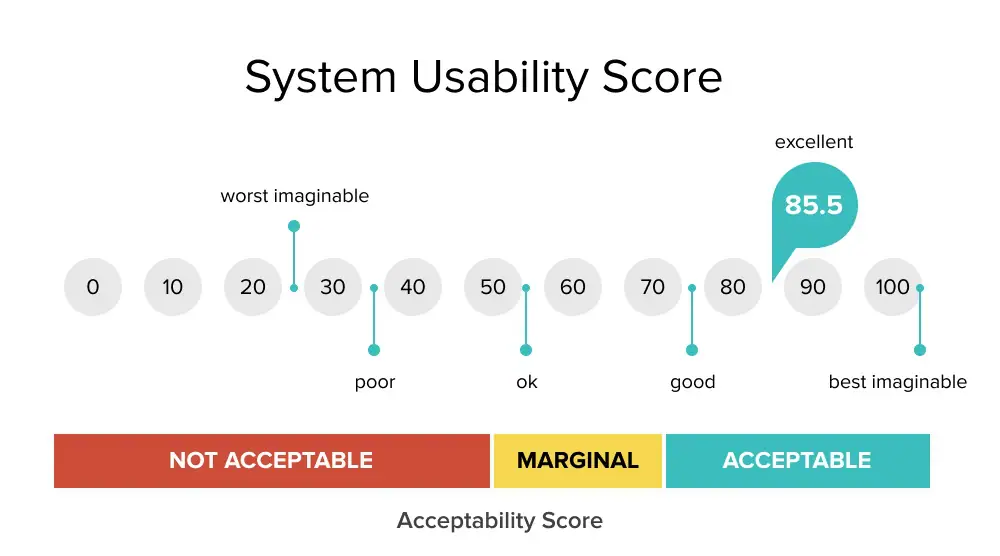 System Usability Score
excellent
85.5
worst imaginable
0 10 20 30 40 50 60 70 80 90 100
poor ok good best imaginable
NOT ACCEPTABLE MARGINAL ACCEPTABLE
Acceptability Score